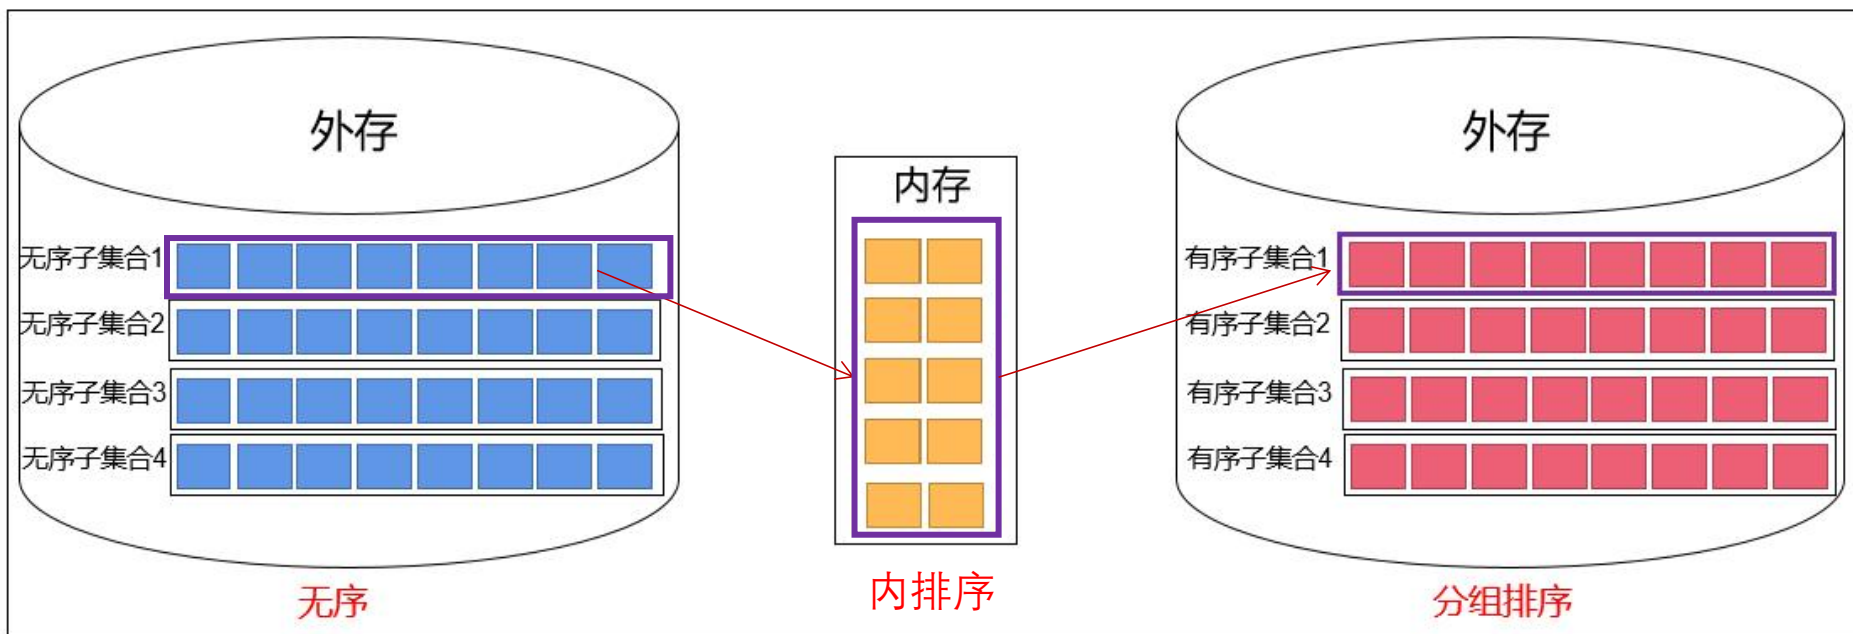 外存
无序子集合1
无序子集合2
无序子集合3
无序子集合4
无序
内存
内排序
外存
有序子集合1
有序子集合2
有序子集合3
有序子集合4
分组排序